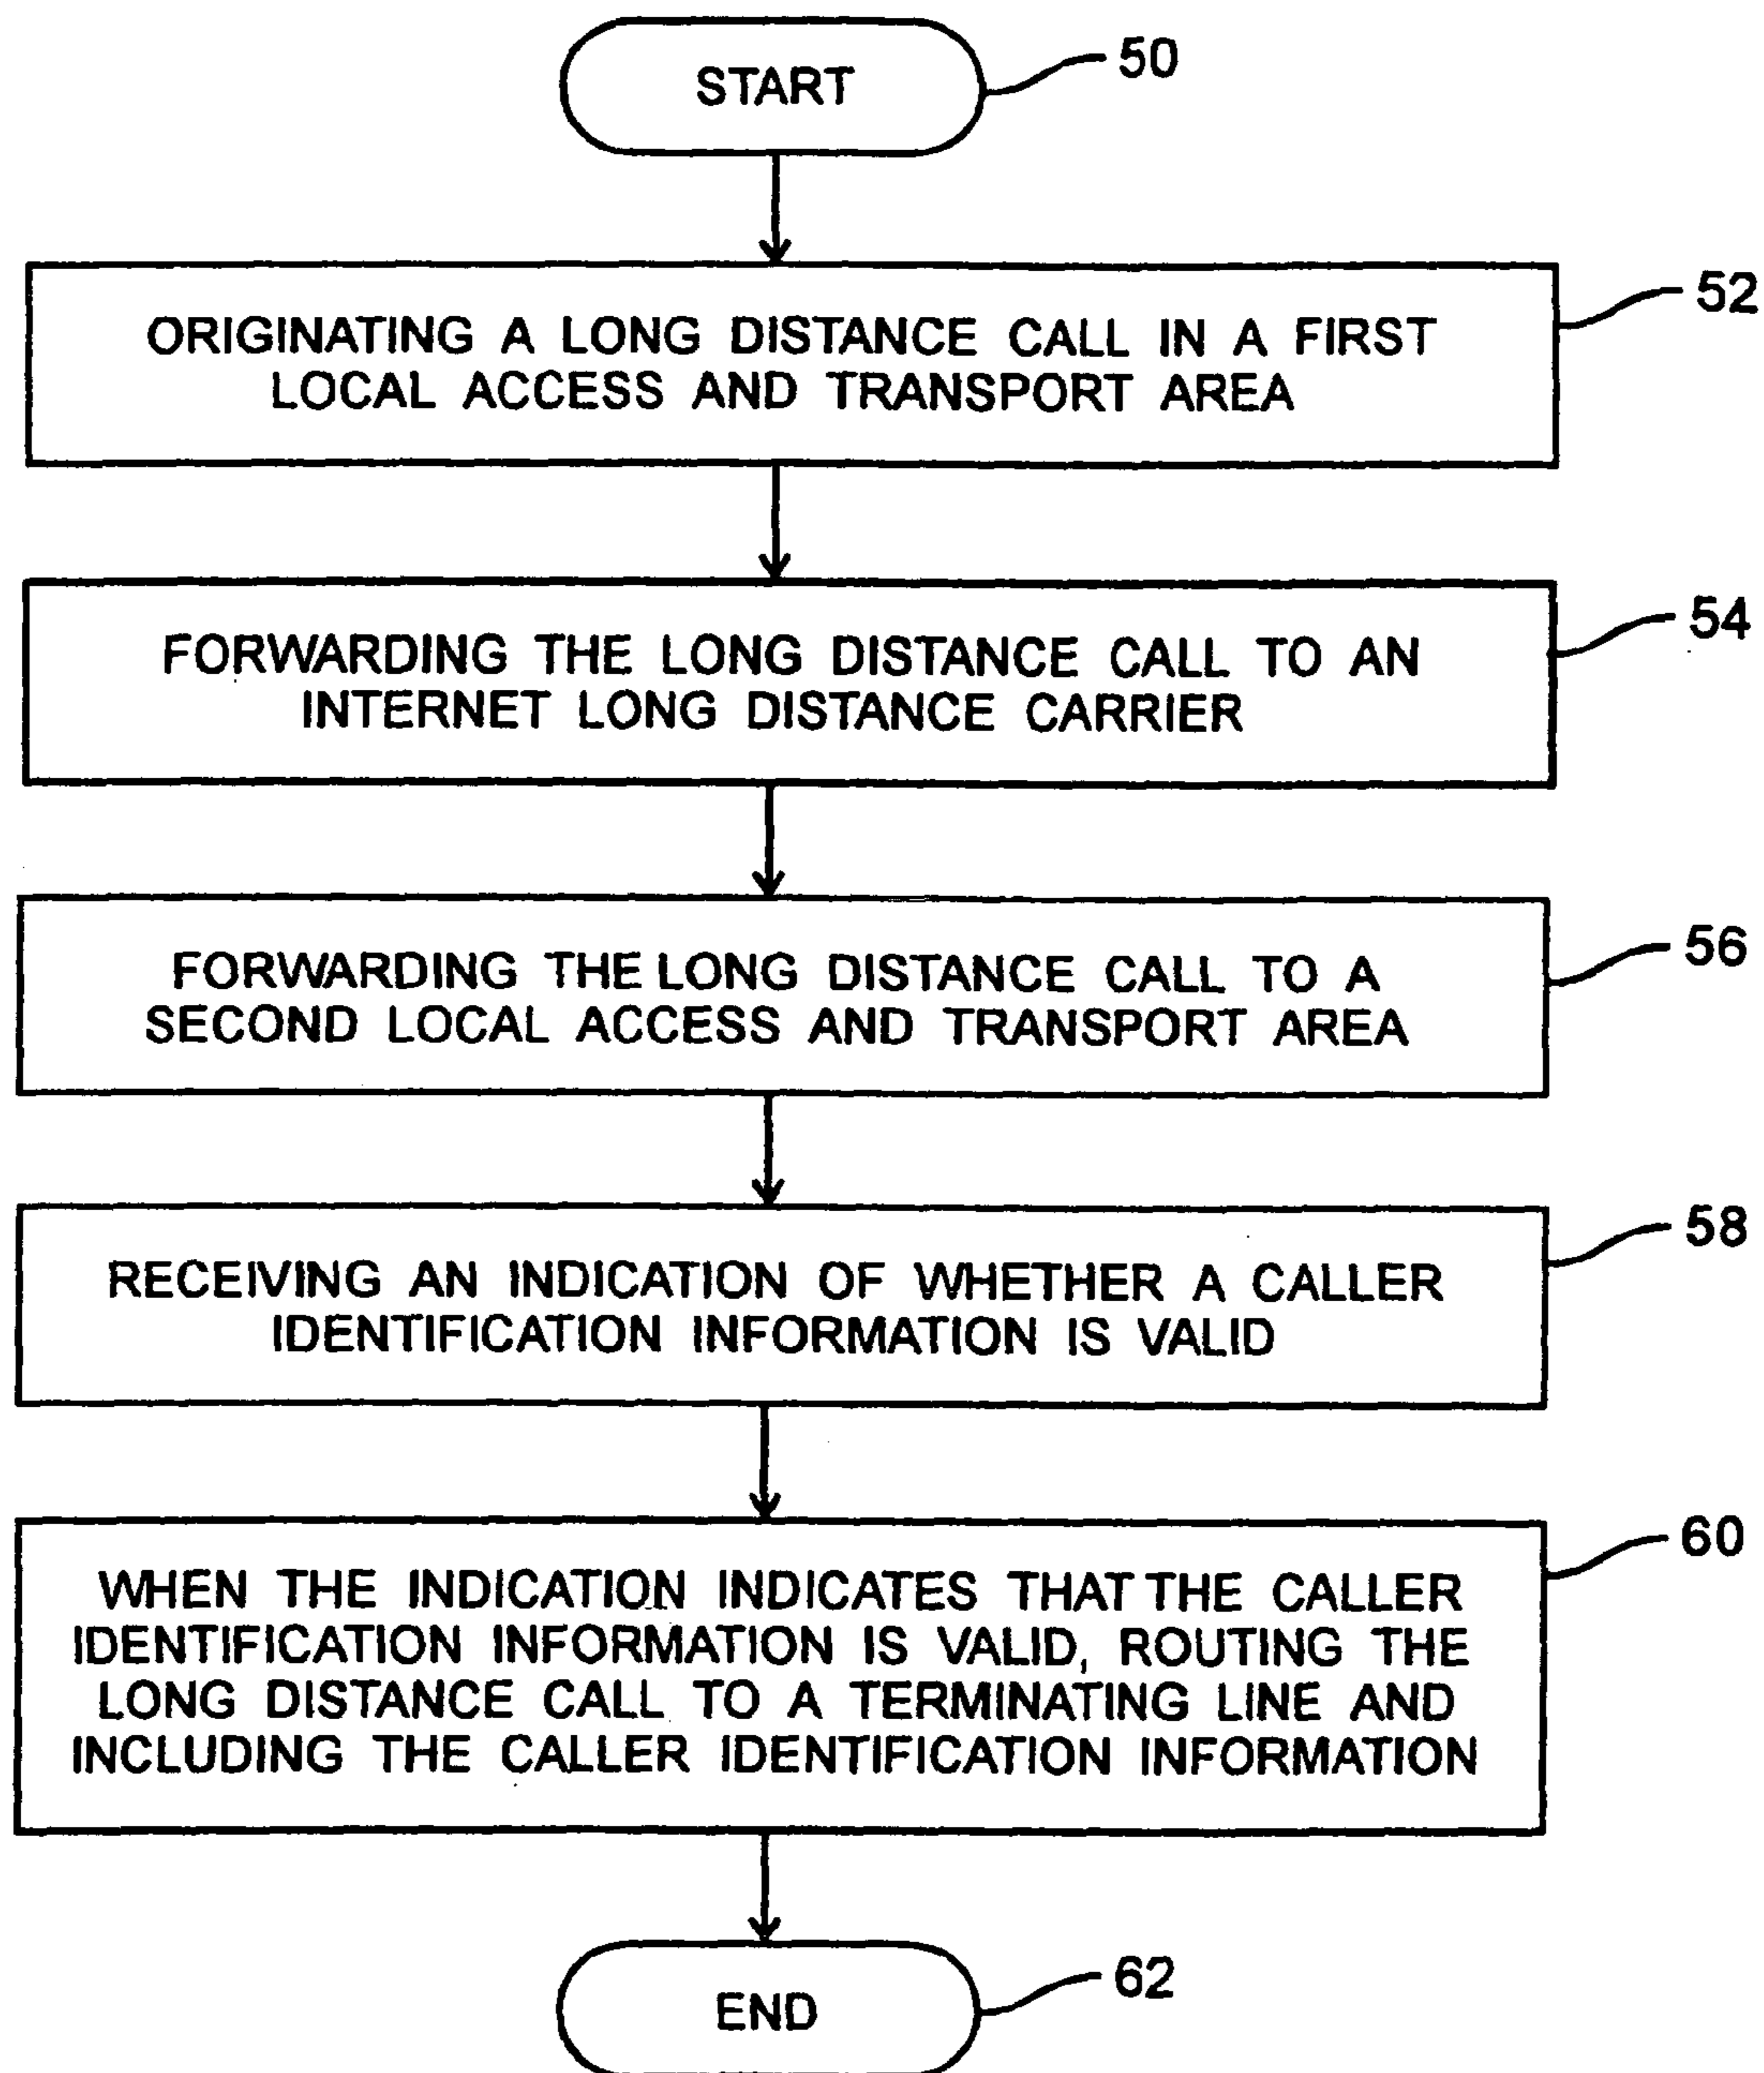 START
50
ORIGINATING A LONG DISTANCE CALL IN A FIRST
LOCAL ACCESS AND TRANSPORT AREA
52
FORWARDING THE LONG DISTANCE CALL TO AN
INTERNET LONG DISTANCE CARRIER
54
FORWARDING THE LONG DISTANCE CALL TO A
SECOND LOCAL ACCESS AND TRANSPORT AREA
56
RECEIVING AN INDICATION OF WHETHER A CALLER
IDENTIFICATION INFORMATION IS VALID
58
WHEN THE INDICATION INDICATES THAT THE CALLER
IDENTIFICATION INFORMATION IS VALID, ROUTING THE
LONG DISTANCE CALL TO A TERMINATING LINE AND
INCLUDING THE CALLER IDENTIFICATION INFORMATION
60
END
62